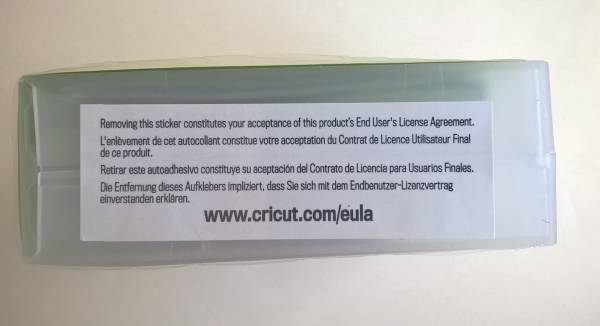 Removing this sticker constitutes your acceptance of this product's End User's License Agreement.
L'enlèvement de cet autocollant constitue votre acceptation du Contrat de Licence Utilisateur Final
de ce produit.
Retirar este autoadhesivo constituye su aceptación del Contrato de Licencia para Usuarios Finales.
Die Entfernung dieses Aufklebers impliziert, dass Sie sich mit dem Endbenutzer-Lizenzvertrag
einverstanden erklären.
www.cricut.com/eula